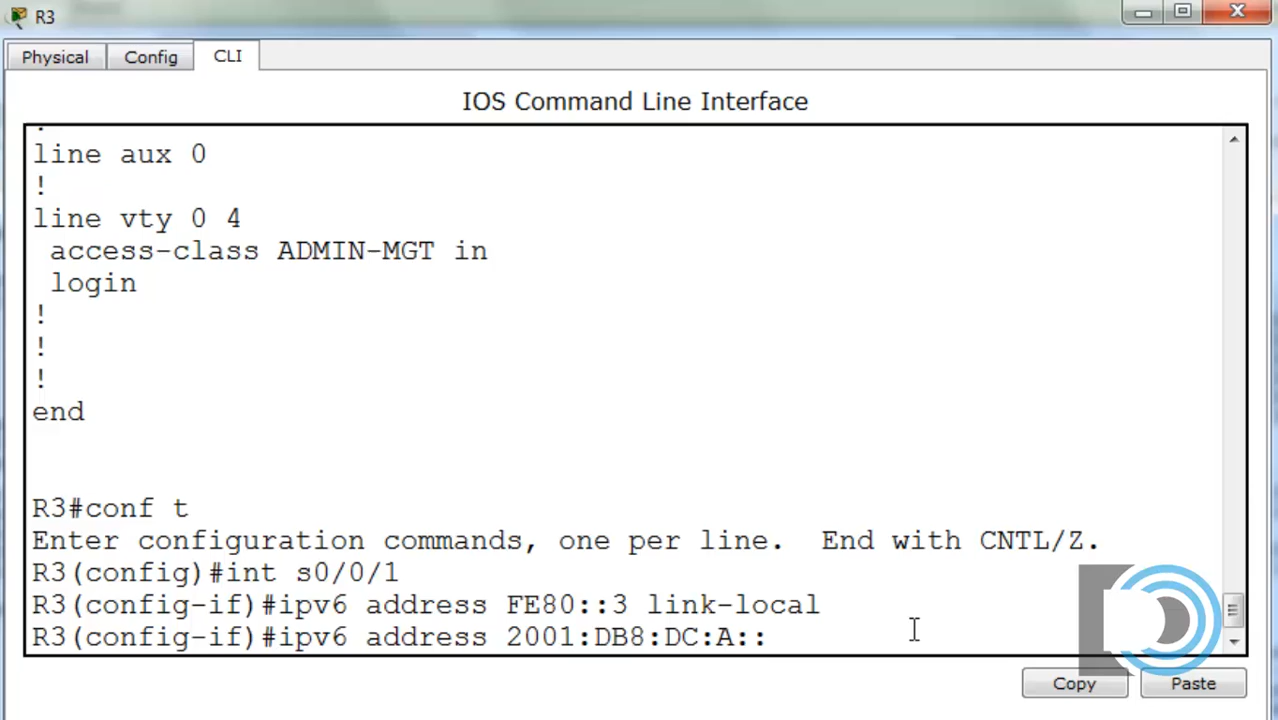 R3
Physical
Config
CLI
IOS Command Line Interface
!
line aux 0
!
line vty 0 4
access-class ADMIN-MGT in
login
!
!
!
end
R3#conf t
Enter configuration commands, one per line.  End with CNTL/Z.
R3(config)#int s0/0/1
R3(config-if)#ipv6 address FE80::3 link-local
R3(config-if)#ipv6 address 2001:DB8:DC:A::
Copy
Paste